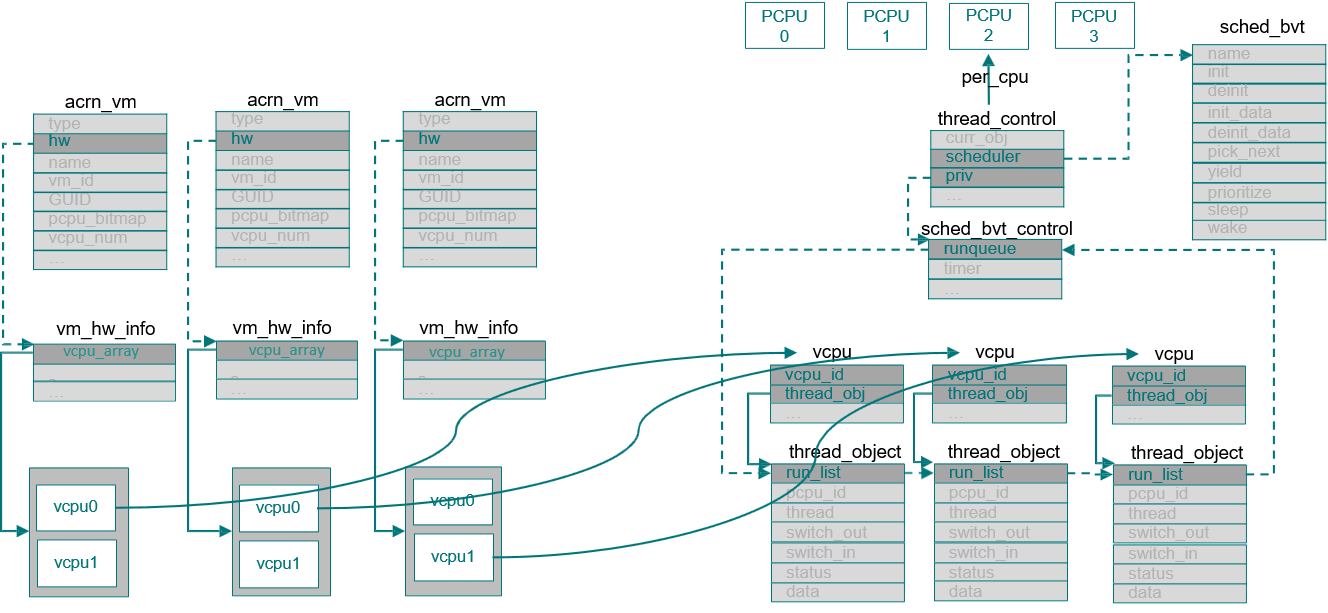 PCPU
0
PCPU
1
PCPU
2
PCPU
3
sched_bvt
name
init
deinit
init_data
deinit_data
pick_next
yield
prioritize
sleep
wake
per_cpu
thread_control
curr_obj
scheduler
priv
...
sched_bvt_control
runqueue
timer
...
acrn_vm
type
hw
name
vm_id
GUID
pcpu_bitmap
vcpu_num
...
acrn_vm
type
hw
name
vm_id
GUID
pcpu_bitmap
vcpu_num
...
acrn_vm
type
hw
name
vm_id
GUID
pcpu_bitmap
vcpu_num
...
vm_hw_info
vcpu_array
...
vm_hw_info
vcpu_array
...
vm_hw_info
vcpu_array
...
vcpu0
vcpu1
vcpu0
vcpu1
vcpu0
vcpu1
vcpu
vcpu_id
thread_obj
...
vcpu
vcpu_id
thread_obj
...
vcpu
vcpu_id
thread_obj
...
thread_object
run_list
pcpu_id
thread
switch_out
switch_in
status
data
thread_object
run_list
pcpu_id
thread
switch_out
switch_in
status
data
thread_object
run_list
pcpu_id
thread
switch_out
switch_in
status
data